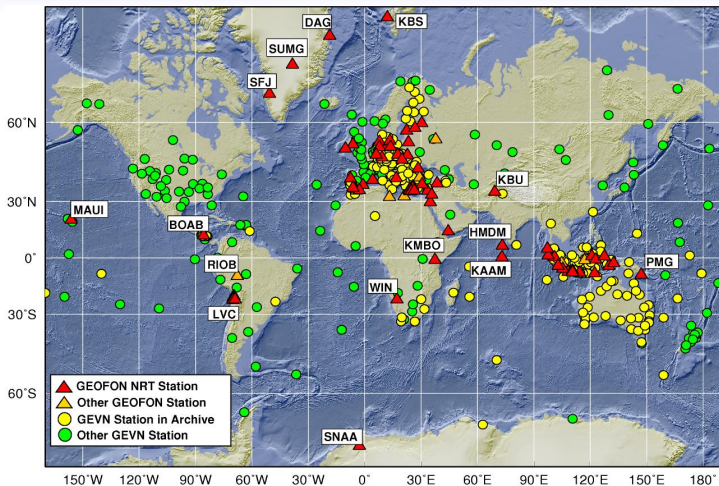 DAG
KBS
SUMG
SFJ
60°N
KBU
30°N
MAUI
BOAB
HMDM
KMBO
0°
RIOB
KAAM
PMG
WIN
LVC
30°S
60°S
GEOFON NRT Station
Other GEOFON Station
GEVN Station in Archive
Other GEVN Station
SNAA
150°W 120°W 90°W 60°W 30°W 0° 30°E 60°E 90°E 120°E 150°E 180°